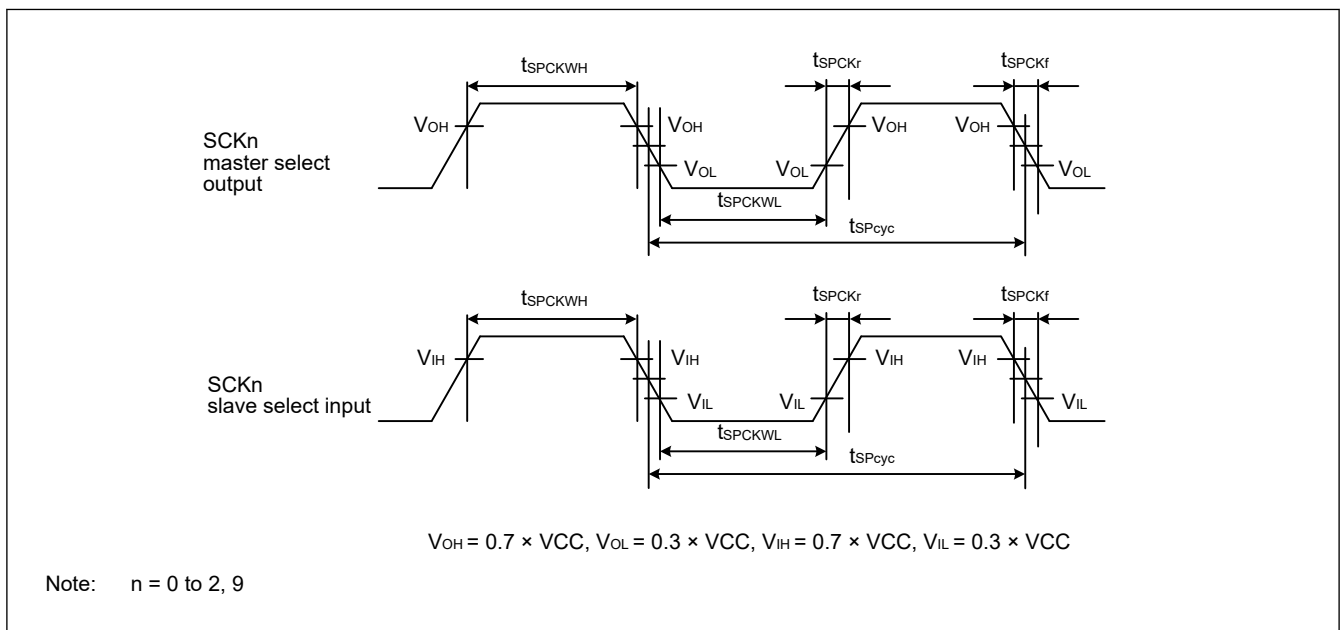 tSPCKWH
tSPCKr
tSPCKf
SCKn
master select
output
VOH
VOH
VOL
VOL
VOH
VOH
VOL
tSPCKWL
tSPcyc
tSPCKWH
tSPCKr
tSPCKf
SCKn
slave select input
VIH
VIH
VIL
VIL
VIH
VIH
VIL
tSPCKWL
tSPcyc
VOH = 0.7 × VCC, VOL = 0.3 × VCC, VIH = 0.7 × VCC, VIL = 0.3 × VCC
Note: n = 0 to 2, 9